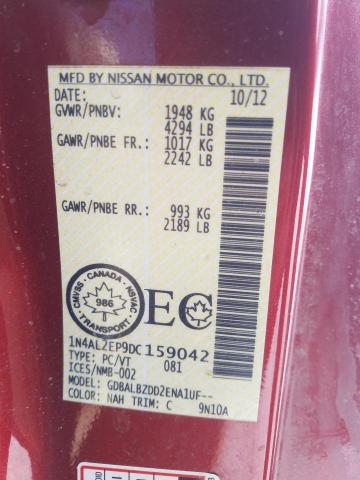 MFD BY NISSAN MOTOR CO., LTD.
DATE: 10/12
GVWR/PNBV: 1948 KG
4294 LB
GAWR/PNBE FR.: 1017 KG
2242 LB
GAWR/PNBE RR.: 993 KG
2189 LB
CMVSS - CANADA - NSVAC
986
TRANSPORT
EC
1N4AL2EP9DC159042
TYPE: PC/VT 081
ICES/NMB-002
MODEL: GDBALBZDD2ENA1UF--
COLOR: NAH TRIM: C 9N10A